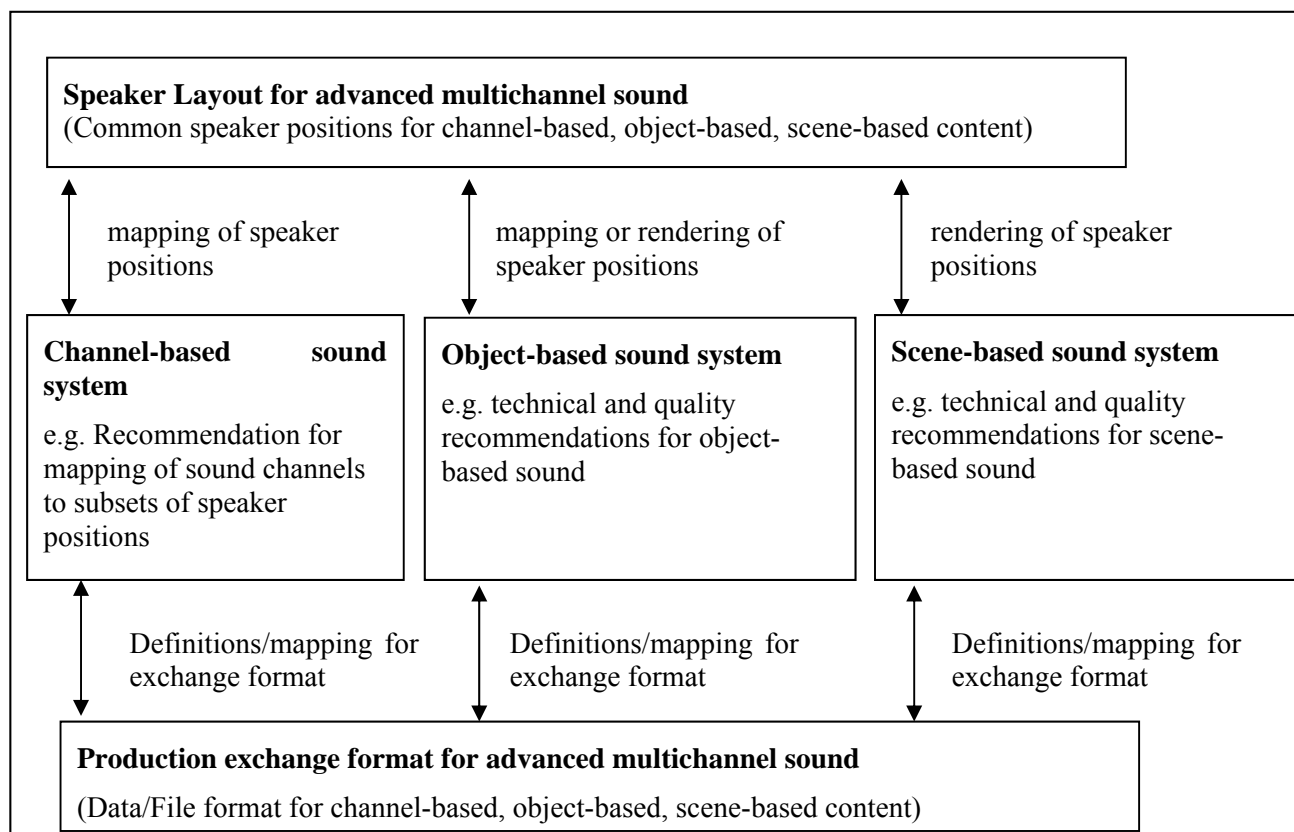 Speaker Layout for advanced multichannel sound
(Common speaker positions for channel-based, object-based, scene-based content)
mapping of speaker
positions
mapping or rendering of
speaker positions
rendering of speaker
positions
Channel-based sound
system
e.g. Recommendation for
mapping of sound channels
to subsets of speaker
positions
Object-based sound system
e.g. technical and quality
recommendations for object-
based sound
Scene-based sound system
e.g. technical and quality
recommendations for scene-
based sound
Definitions/mapping for
exchange format
Definitions/mapping for
exchange format
Definitions/mapping for
exchange format
Production exchange format for advanced multichannel sound
(Data/File format for channel-based, object-based, scene-based content)